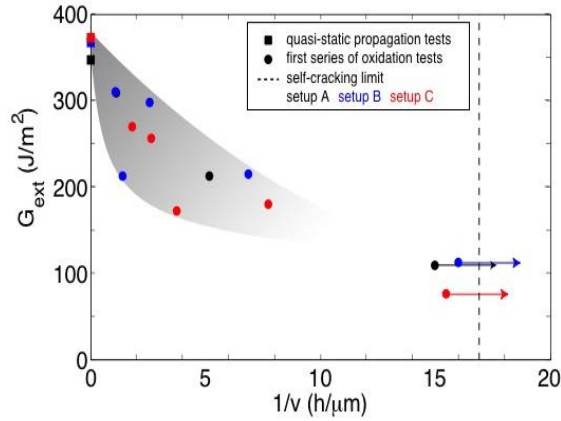 400
300
200
100
0
G_ext (J/m²)
quasi-static propagation tests
first series of oxidation tests
self-cracking limit
setup A setup B setup C
0 5 10 15 20
1/v (h/μm)